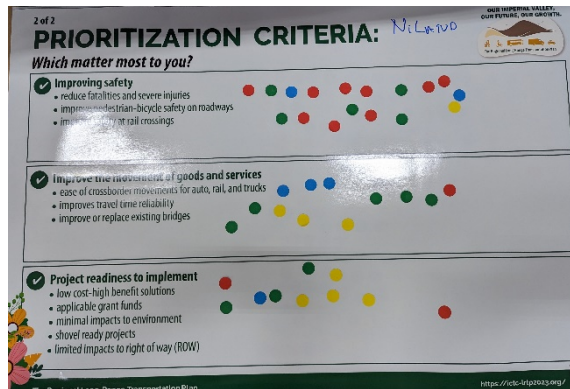 2 of 2
PRIORITIZATION CRITERIA: NILAND
Which matter most to you?
OUR IMPERIAL VALLEY,
OUR FUTURE, OUR GROWTH.
Improving safety
• reduce fatalities and severe injuries
• improve pedestrian-bicycle safety on roadways
• at rail crossings
Improve the movement of goods and services
• ease of crossborder movements for auto, rail, and trucks
• improves travel time reliability
• improve or replace existing bridges
Project readiness to implement
• low cost-high benefit solutions
• applicable grant funds
• minimal impacts to environment
• shovel ready projects
• limited impacts to right of way (ROW)
Transportation Plan
https://ictc-lrtp2023.org/